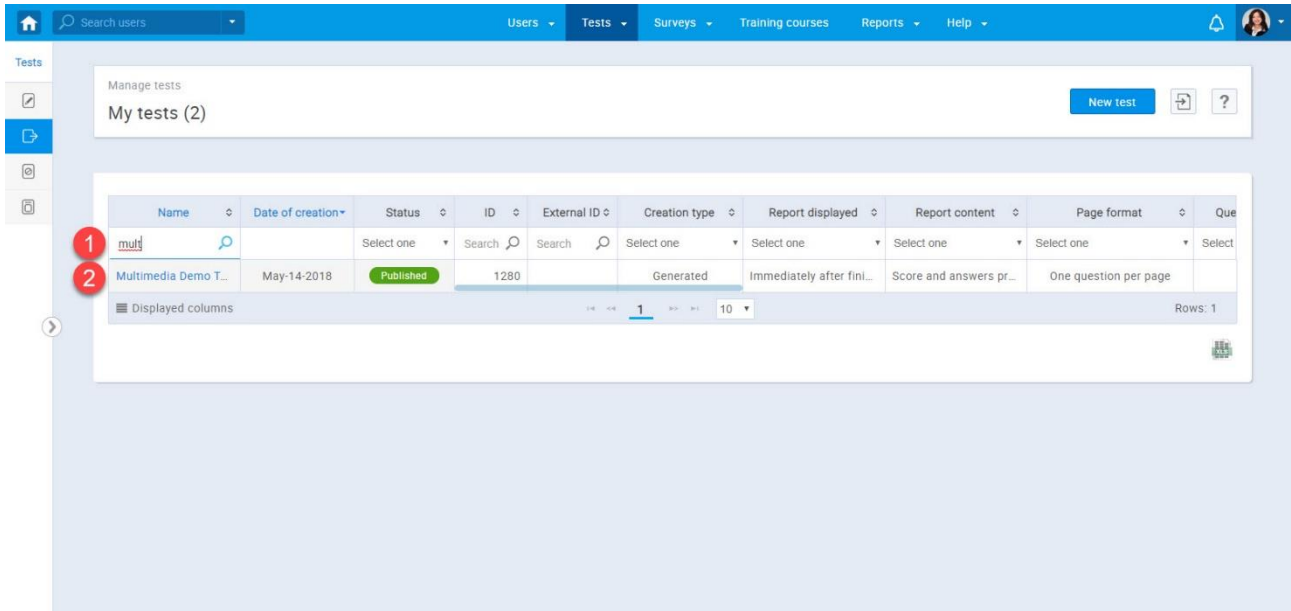 Search users Users Tests Surveys Training courses Reports Help
Tests
Manage tests
My tests (2)
New test
?
Name Date of creation Status ID External ID Creation type Report displayed Report content Page format Que
1 mult Select one Search Search Select one Select one Select one Select one Select
2 Multimedia Demo T... May-14-2018 Published 1280 Generated Immediately after fini... Score and answers pr... One question per page
Displayed columns 1 10 Rows: 1